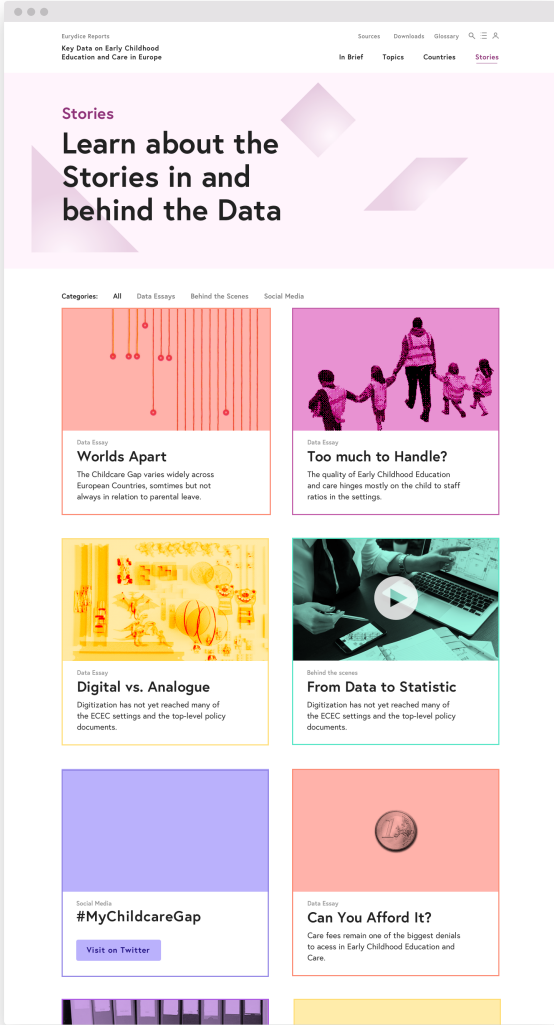 Eurydice Reports
Sources Downloads Glossary
Key Data on Early Childhood
Education and Care in Europe
In Brief Topics Countries Stories
Stories
Learn about the
Stories in and
behind the Data
Categories: All Data Essays Behind the Scenes Social Media
Data Essay
Worlds Apart
The Childcare Gap varies widely across
European Countries, somtimes but not
always in relation to parental leave.
Data Essay
Too much to Handle?
The quality of Early Childhood Education
and care hinges mostly on the child to staff
ratios in the settings.
Data Essay
Digital vs. Analogue
Digitization has not yet reached many of
the ECEC settings and the top-level policy
documents.
Behind the scenes
From Data to Statistic
Digitization has not yet reached many of
the ECEC settings and the top-level policy
documents.
Social Media
#MyChildcareGap
Visit on Twitter
1
Data Essay
Can You Afford It?
Care fees remain one of the biggest denials
to acess in Early Childhood Education and
Care.